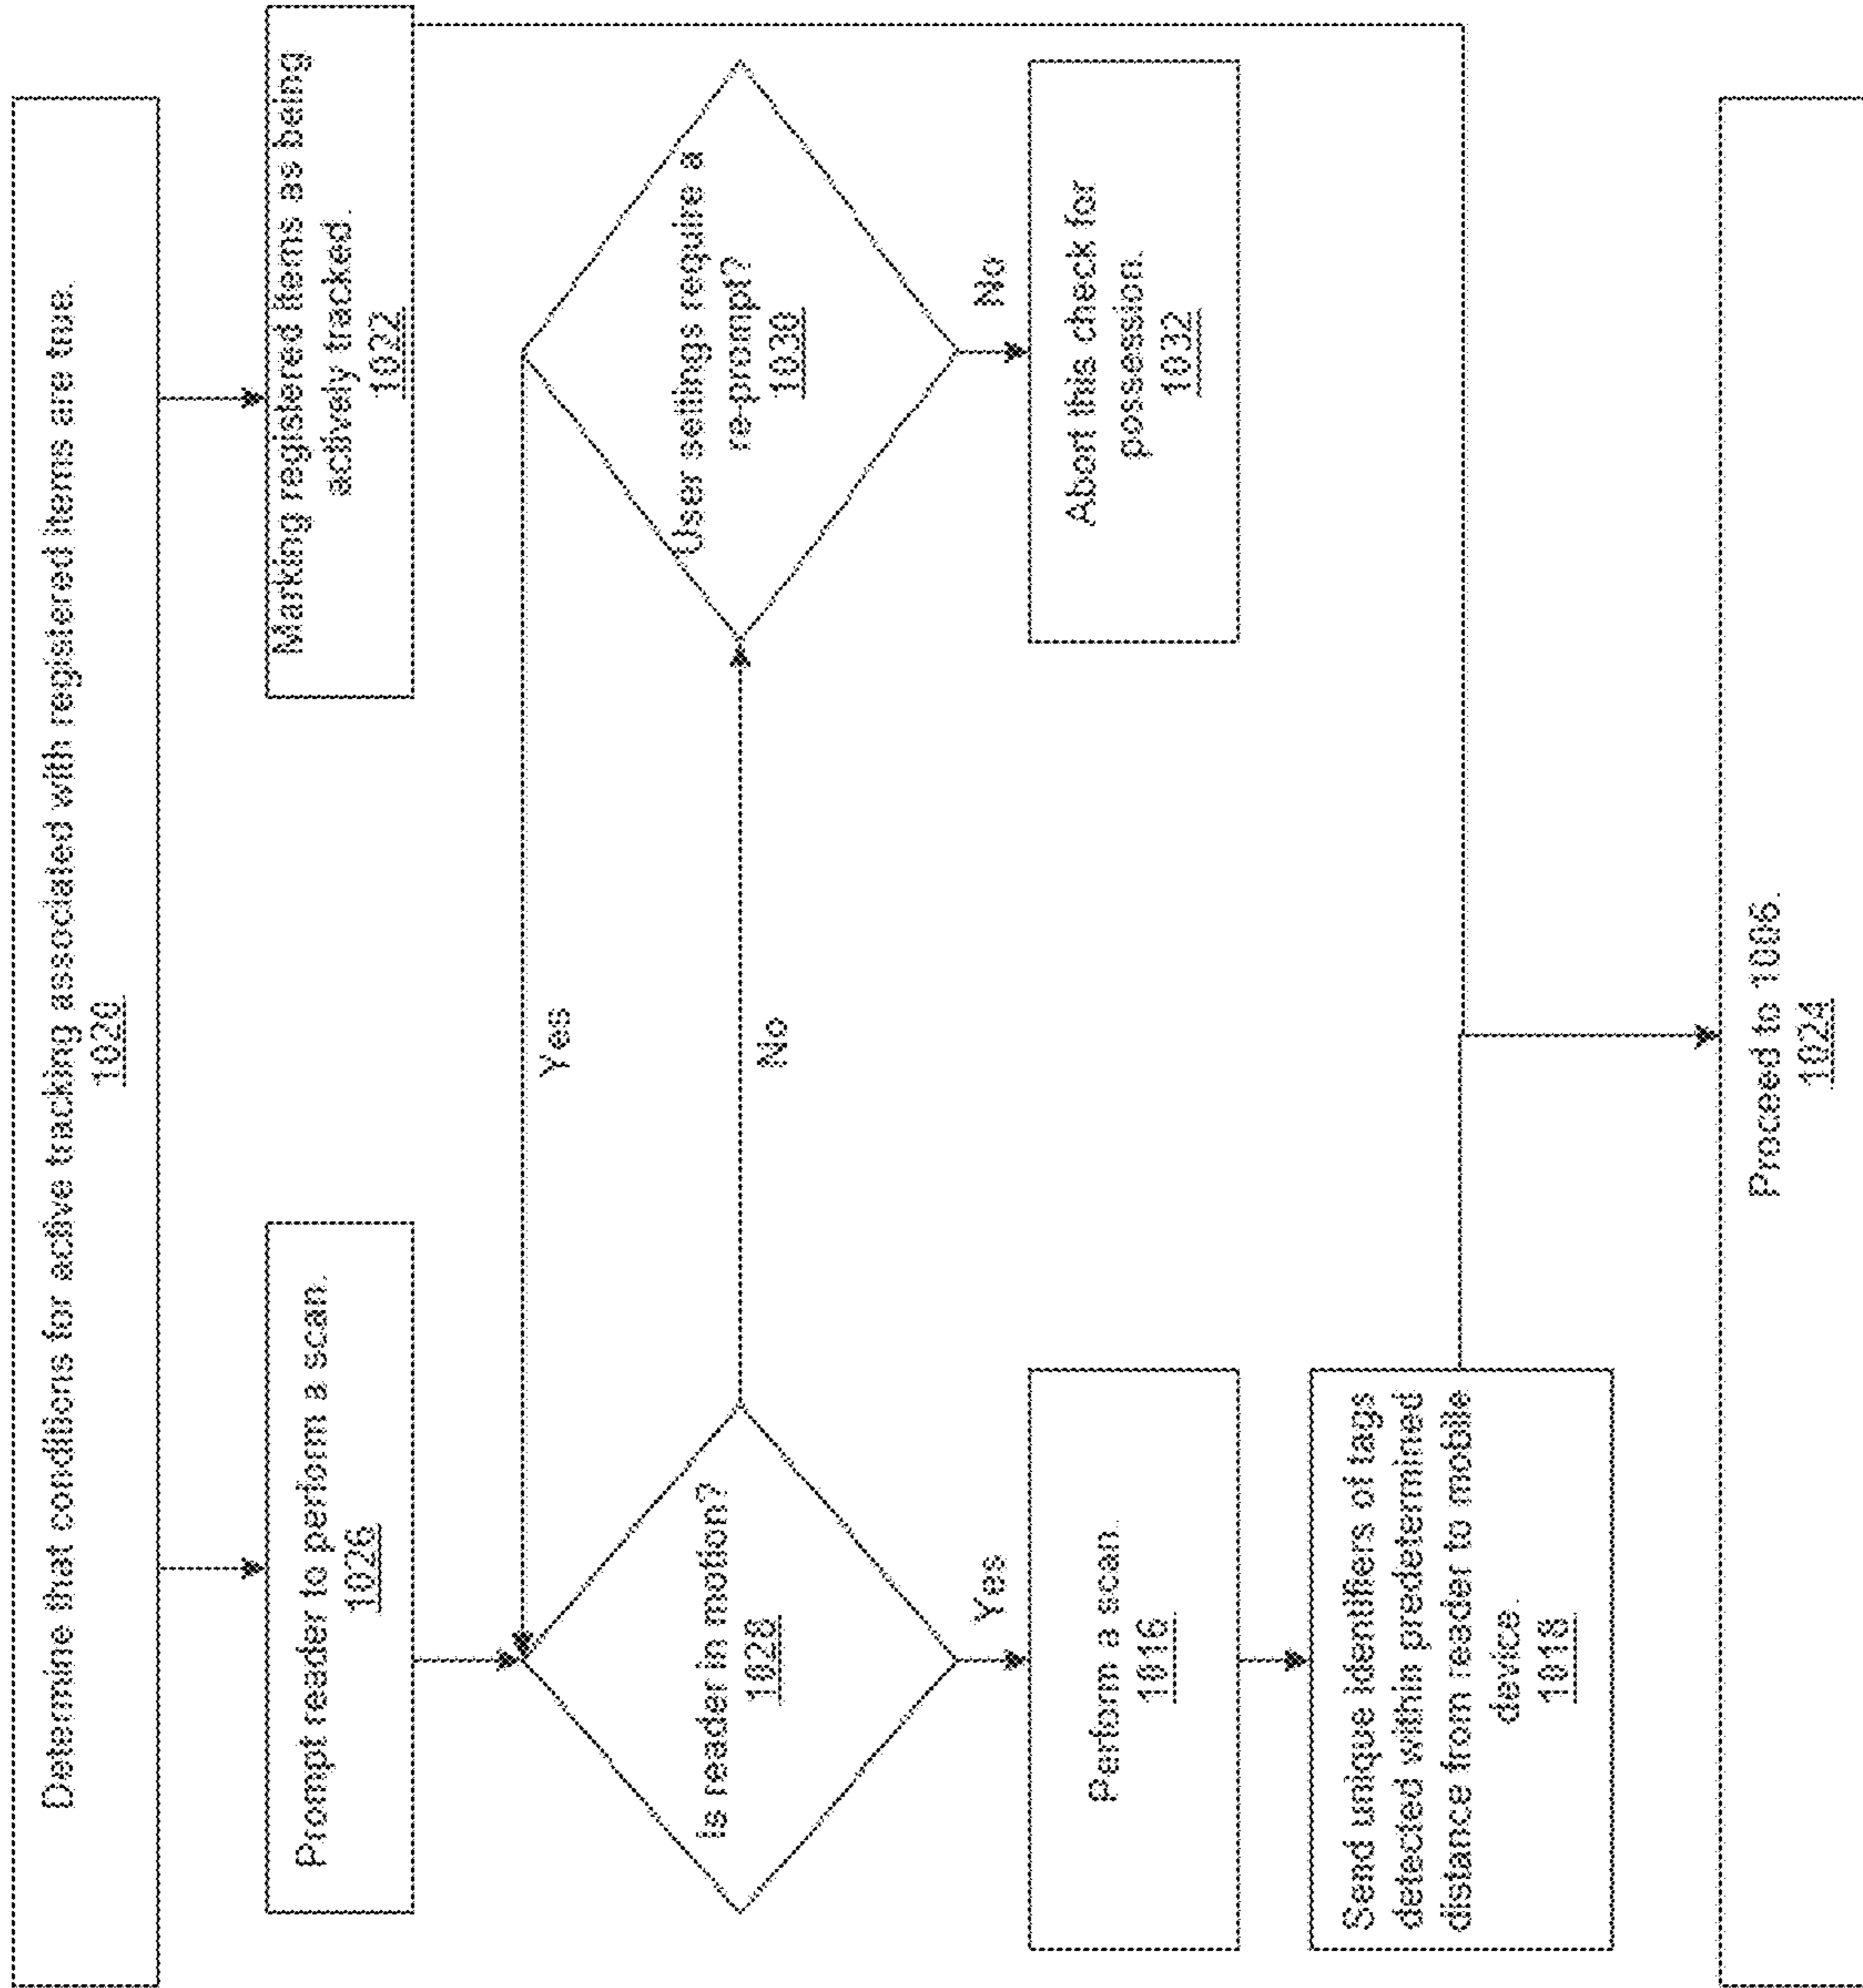 Determine that conditions for active tracking associated with registered items are true.
1020
Prompt reader to perform a scan.
1026
Marking registered items as being
actively tracked.
1022
Yes
Is reader in motion?
1028
No
User settings require a
re-prompt?
1030
Yes
No
Perform a scan.
1016
Abort this check for
possession.
1032
Send unique identifiers of tags
detected within predetermined
distance from reader to mobile
device.
1018
Proceed to 1006.
1024